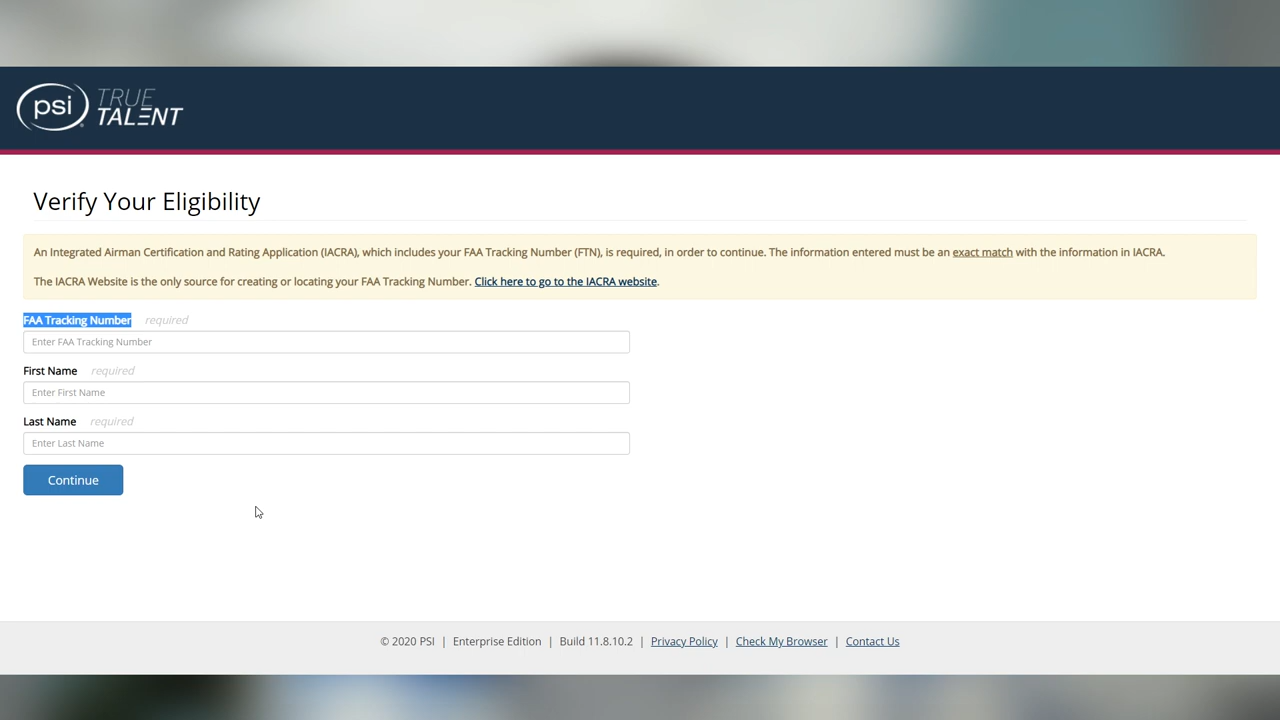 psi TRUE
TALENT
Verify Your Eligibility
An Integrated Airman Certification and Rating Application (IACRA), which includes your FAA Tracking Number (FTN), is required, in order to continue. The information entered must be an exact match with the information in IACRA.
The IACRA Website is the only source for creating or locating your FAA Tracking Number. Click here to go to the IACRA website.
FAA Tracking Number required
Enter FAA Tracking Number
First Name required
Enter First Name
Last Name required
Enter Last Name
Continue
© 2020 PSI | Enterprise Edition | Build 11.8.10.2 | Privacy Policy | Check My Browser | Contact Us